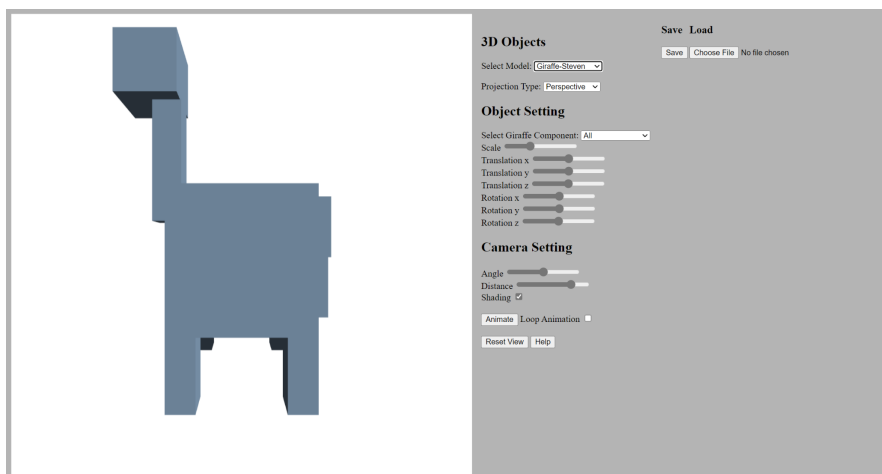 3D Objects
Select Model: Giraffe-Steven
Projection Type: Perspective
Object Setting
Select Giraffe Component: All
Scale
Translation x
Translation y
Translation z
Rotation x
Rotation y
Rotation z
Camera Setting
Angle
Distance
Shading
Animate Loop Animation
Reset View Help
Save Load
Save Choose File No file chosen